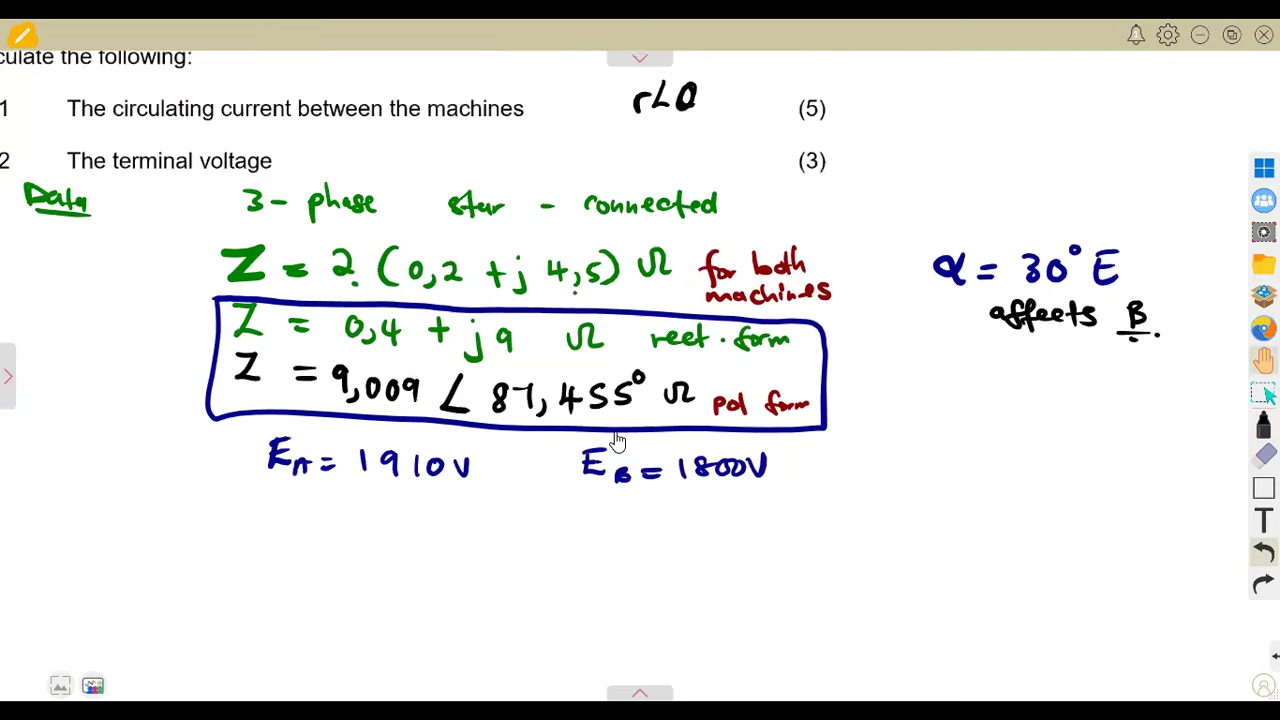 culate the following:
r∠θ
1 The circulating current between the machines (5)
2 The terminal voltage (3)
Data 3 - phase star - connected
Z = 2. (0,2 + j 4,5) Ω for both machines
α = 30° E
affects B.
Z = 0,4 + j9 Ω rect. form
Z = 9,009 ∠ 87,455° Ω pol form
EA = 1910V EB = 1800V
T